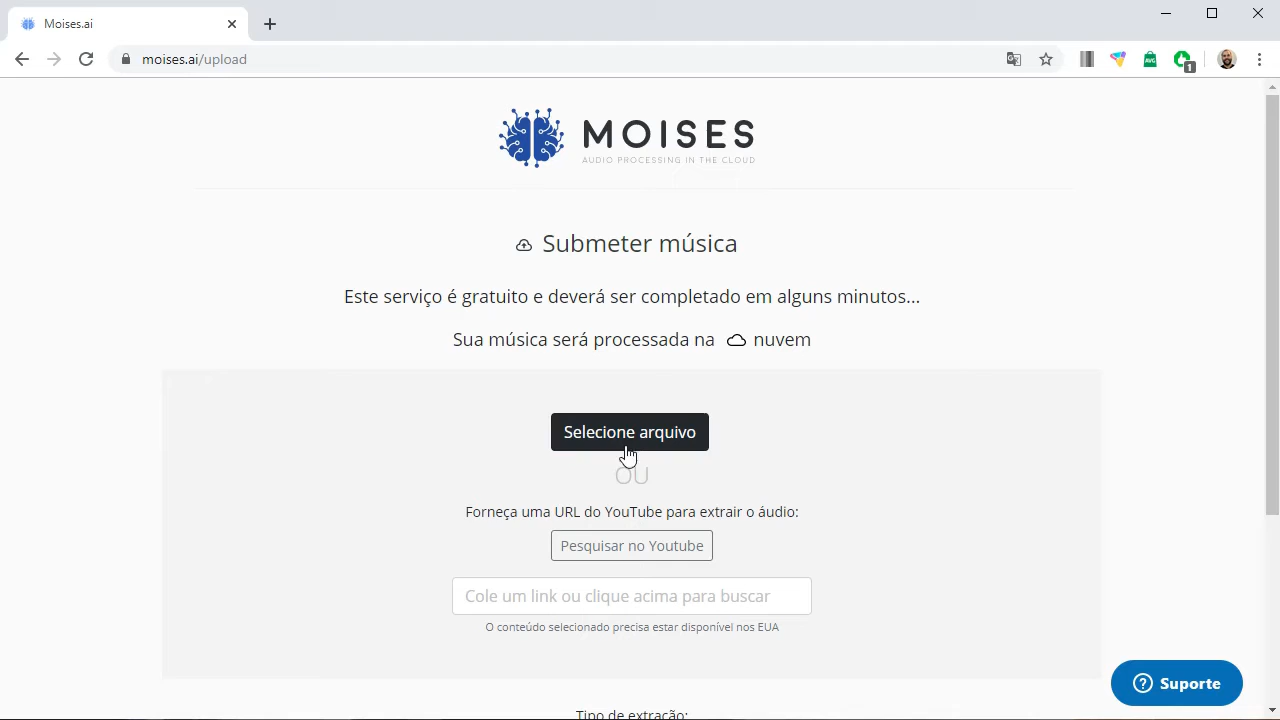 Moises.ai
moises.ai/upload
AVG
1
MOISES
AUDIO PROCESSING IN THE CLOUD
Submeter música
Este serviço é gratuito e deverá ser completado em alguns minutos...
Sua música será processada na nuvem
Selecione arquivo
OU
Forneça uma URL do YouTube para extrair o áudio:
Pesquisar no Youtube
Cole um link ou clique acima para buscar
O conteúdo selecionado precisa estar disponível nos EUA
? Suporte
Tipo de extração: